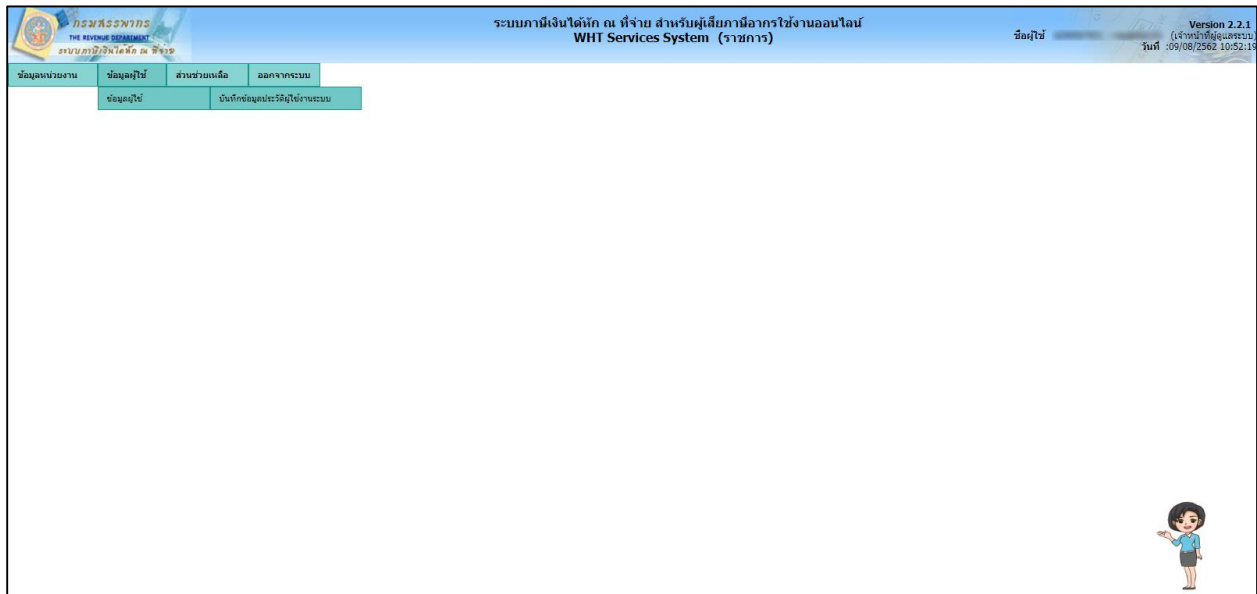 กรมสรรพากร
THE REVENUE DEPARTMENT
ระบบภาษีเงินได้หัก ณ ที่จ่าย
ระบบภาษีเงินได้หัก ณ ที่จ่าย สำหรับผู้เสียภาษีอากรใช้งานออนไลน์
WHT Services System (ราชการ)
Version 2.2.1
ชื่อผู้ใช้ (เจ้าหน้าที่ผู้ดูแลระบบ)
วันที่ :09/08/2562 10:52:19
ข้อมูลหน่วยงาน ข้อมูลผู้ใช้ ส่วนช่วยเหลือ ออกจากระบบ
ข้อมูลผู้ใช้ บันทึกข้อมูลประวัติผู้ใช้งานระบบ